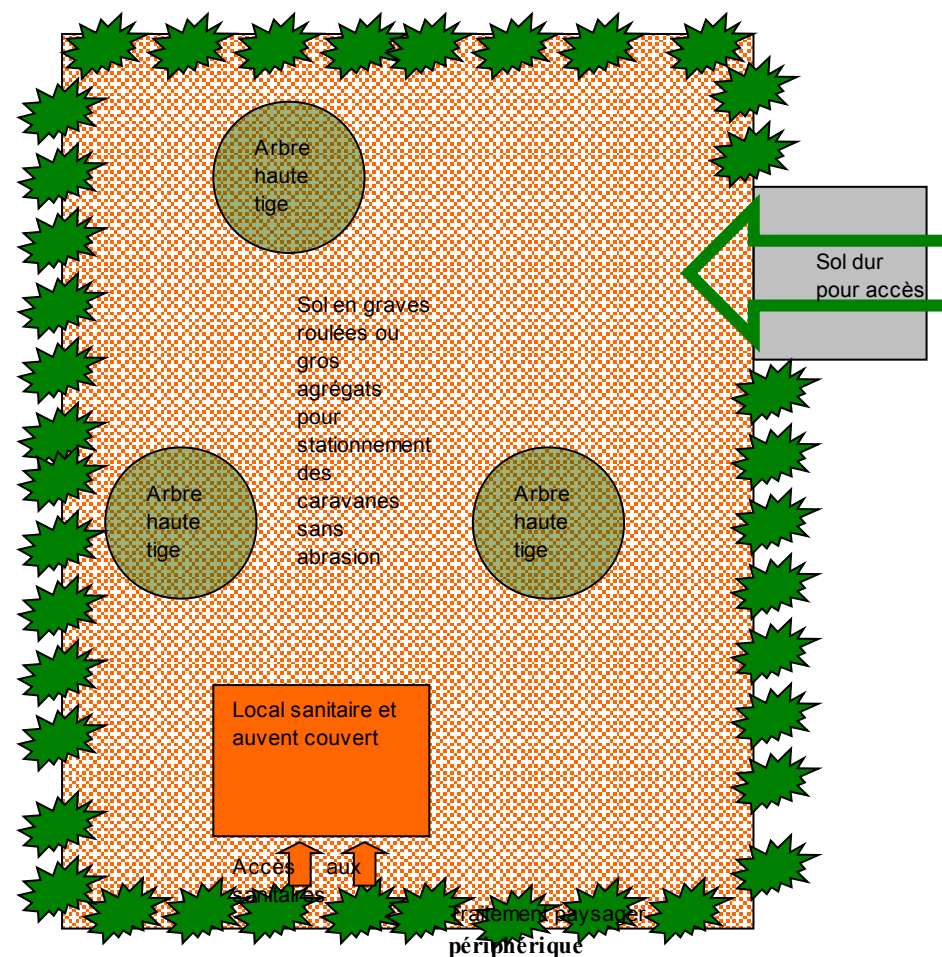 Arbre
haute
tige
Sol dur
pour accès
Sol en graves
roulées ou
gros
agrégats
pour
stationnement
des
caravanes
sans
abrasion
Arbre
haute
tige
Arbre
haute
tige
Local sanitaire et
auvent couvert
Accès aux
sanitaires
Traitement paysager
périphérique